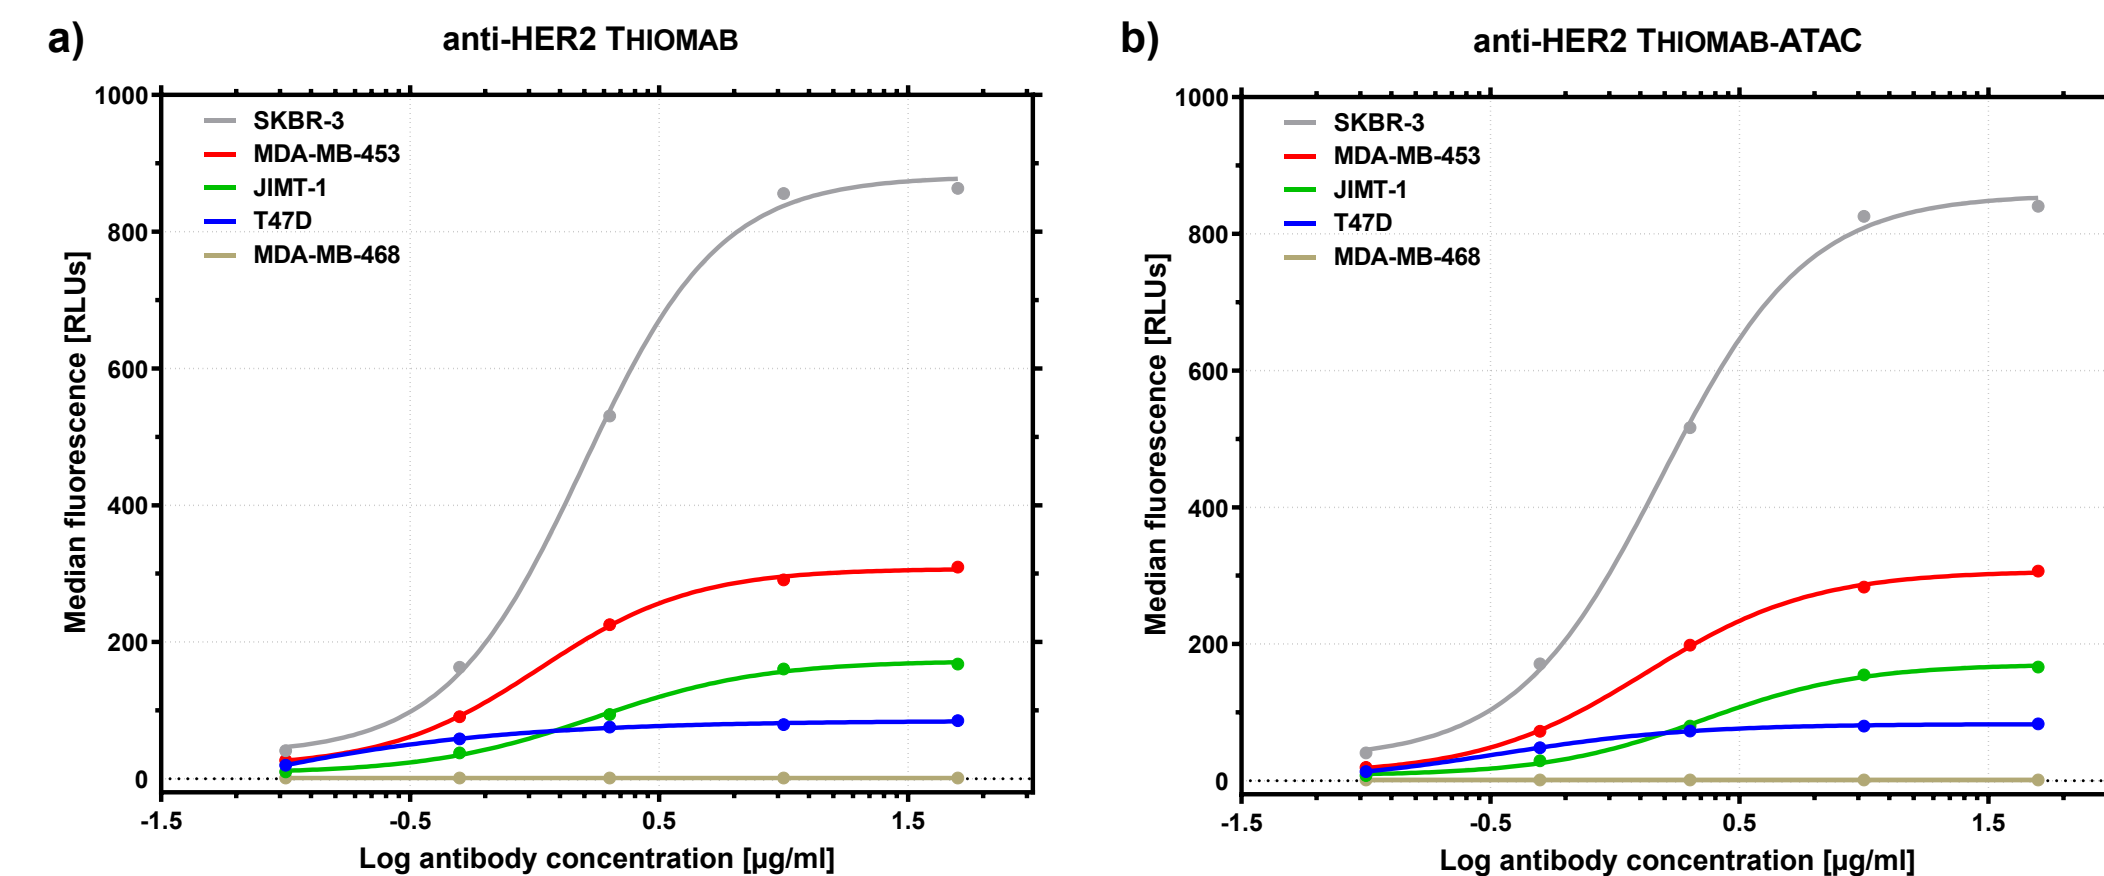 a)
anti-HER2 THIOMAB
1000
800
600
400
200
0
Median fluorescence [RLUs]
SKBR-3
MDA-MB-453
JIMT-1
T47D
MDA-MB-468
-1.5
-0.5
0.5
1.5
Log antibody concentration [µg/ml]
b)
anti-HER2 THIOMAB-ATAC
1000
800
600
400
200
0
Median fluorescence [RLUs]
SKBR-3
MDA-MB-453
JIMT-1
T47D
MDA-MB-468
-1.5
-0.5
0.5
1.5
Log antibody concentration [µg/ml]